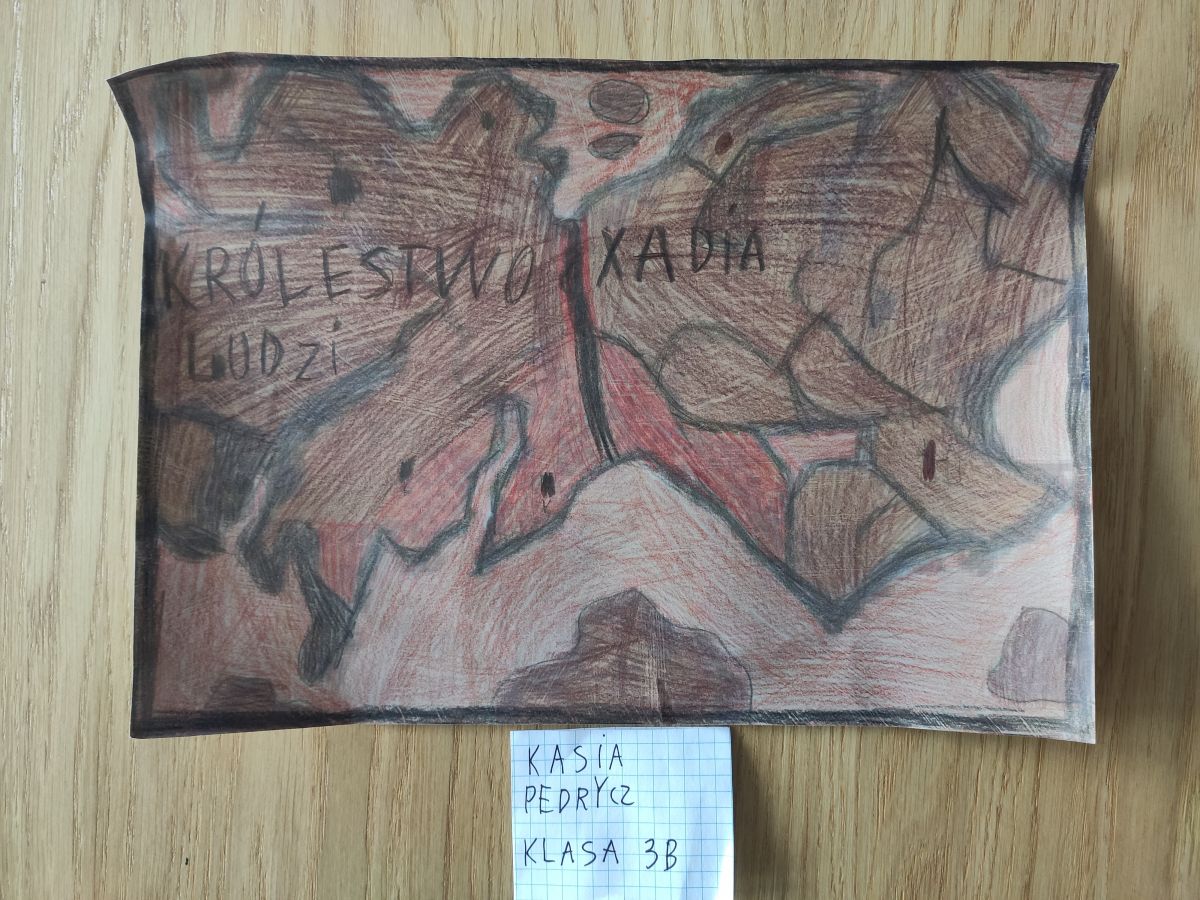 KRÓLESTWO
LUDZi
XADiA
KASiA
PEDRYCZ
KLASA 3B